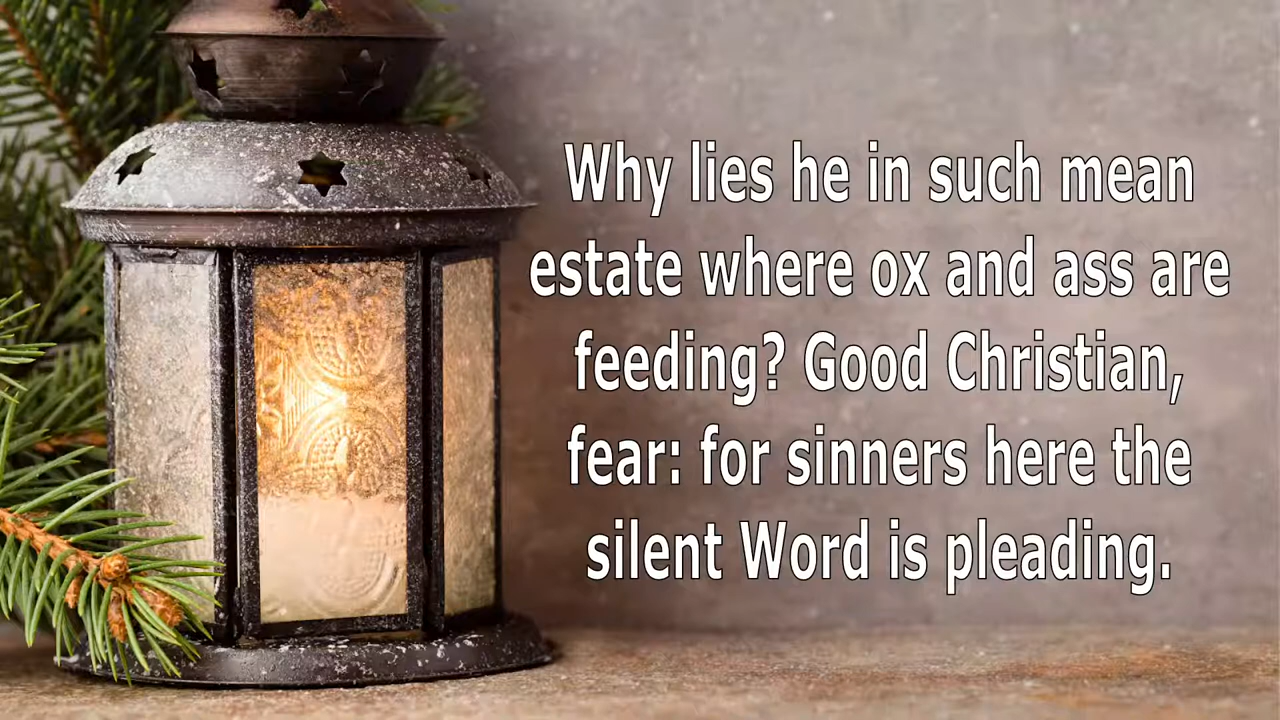 Why lies he in such mean
estate where ox and ass are
feeding? Good Christian,
fear: for sinners here the
silent Word is pleading.